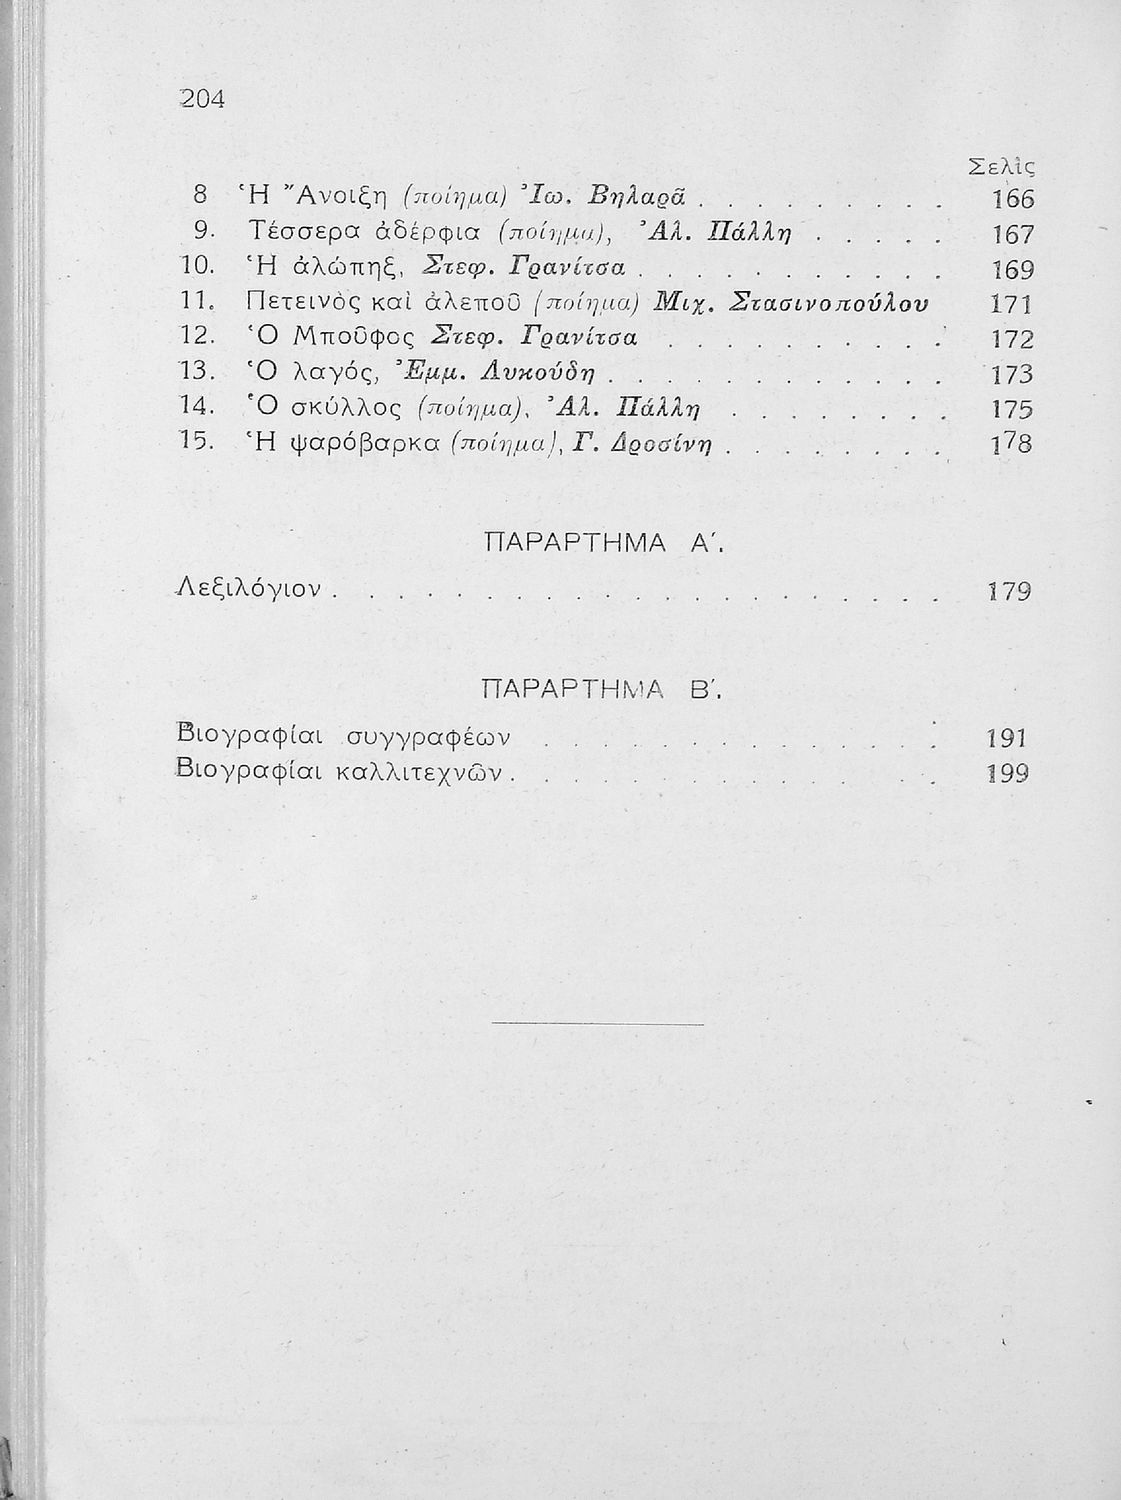 204
Σελὶς
8 Ἡ Ἄνοιξη (ποίημα) Ἰω. Βηλαρᾶ . . . . . . . . . 166
9. Τέσσερα ἀδέρφια (ποίημα), Ἀλ. Πάλλη . . . . . 167
10. Ἡ ἀλώπηξ, Στεφ. Γρανίτσα . . . . . . . . . . . 169
11. Πετεινὸς καὶ ἀλεποῦ (ποίημα) Μιχ. Στασινοπούλου 171
12. Ὁ Μποῦφος Στεφ. Γρανίτσα . . . . . . . . . . 172
13. Ὁ λαγός, Ἐμμ. Λυκούδη . . . . . . . . . . . . 173
14. Ὁ σκύλλος (ποίημα), Ἀλ. Πάλλη . . . . . . . . 175
15. Ἡ ψαρόβαρκα (ποίημα), Γ. Δροσίνη . . . . . . . . 178
ΠΑΡΑΡΤΗΜΑ Α΄.
Λεξιλόγιον . . . . . . . . . . . . . . . . . . . . . 179
ΠΑΡΑΡΤΗΜΑ Β΄.
Βιογραφίαι συγγραφέων . . . . . . . . . . . . . . 191
Βιογραφίαι καλλιτεχνῶν . . . . . . . . . . . . . . . 199